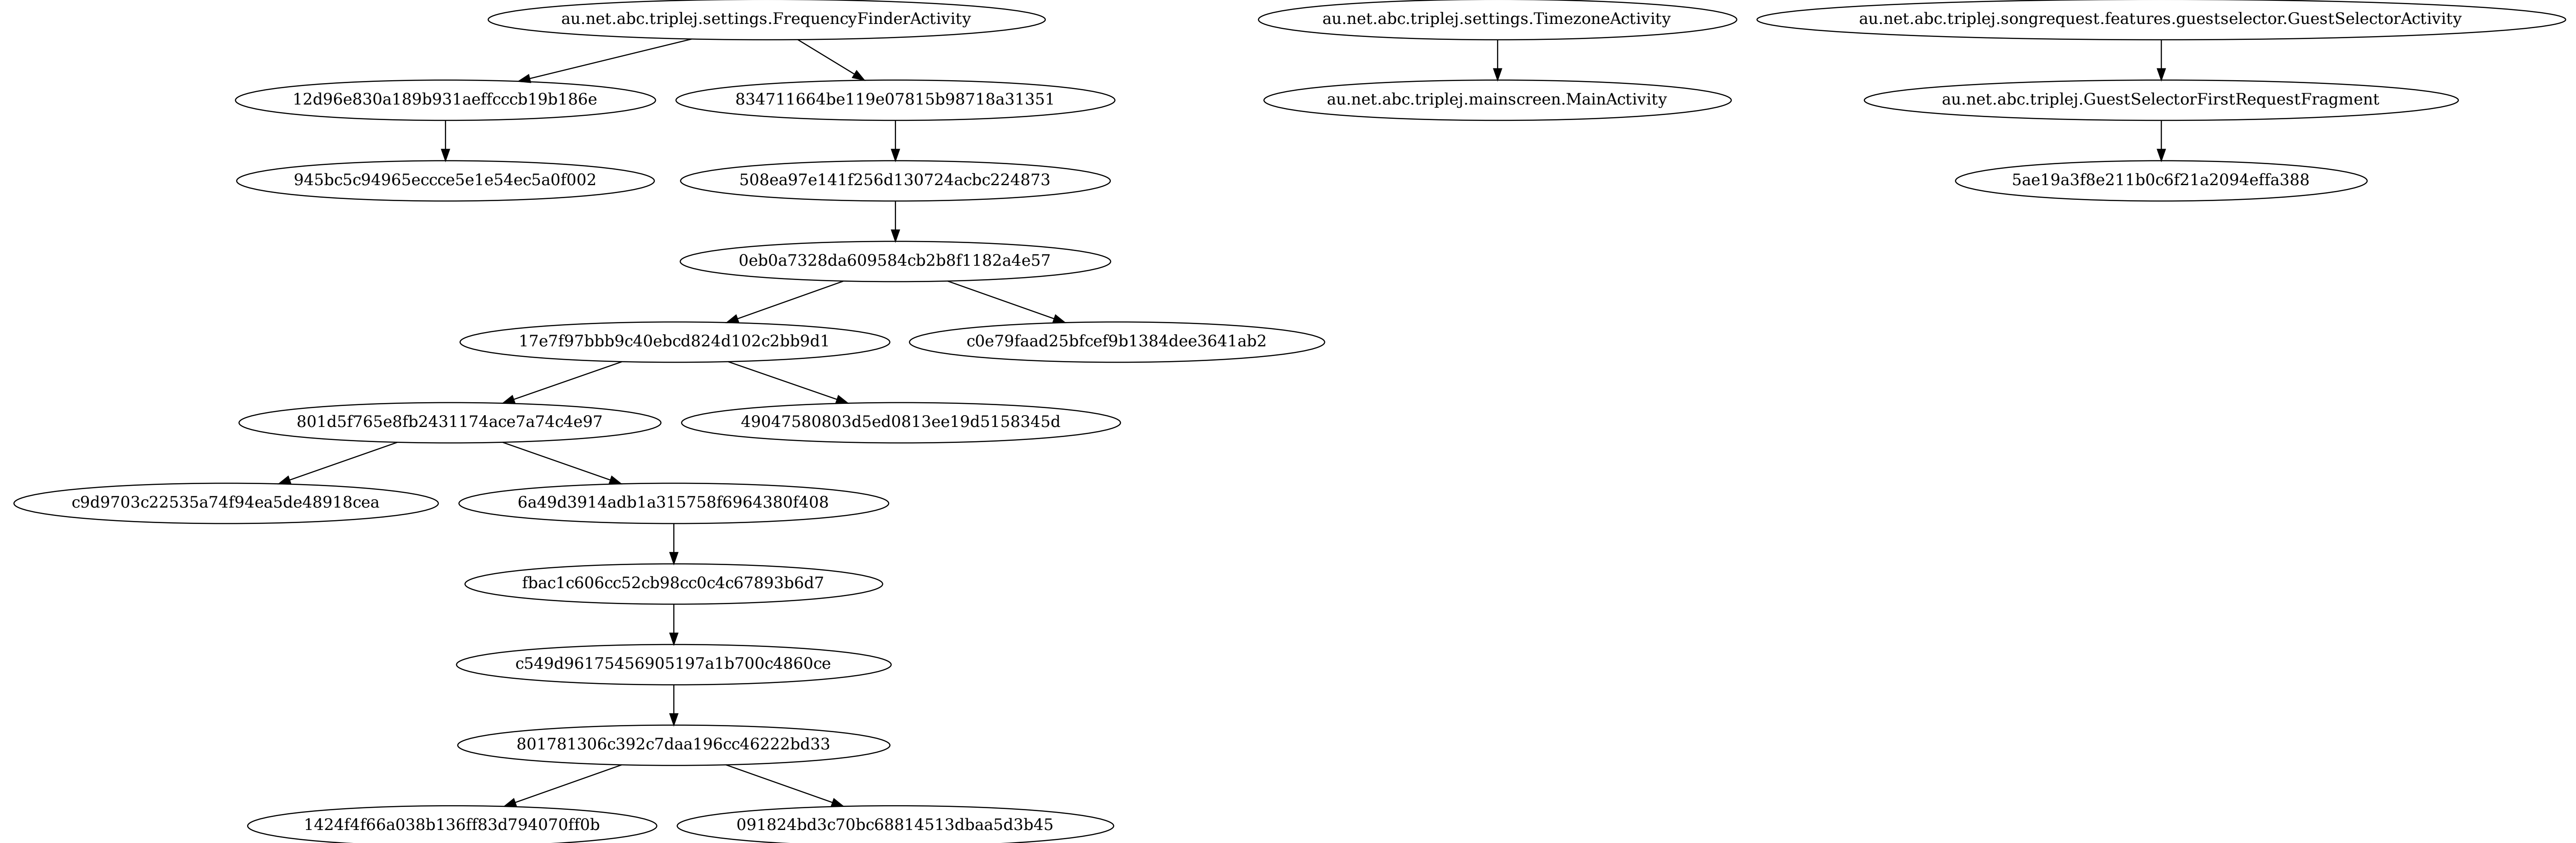 au.net.abc.triplej.settings.FrequencyFinderActivity
au.net.abc.triplej.settings.TimezoneActivity
au.net.abc.triplej.songrequest.features.guestselector.GuestSelectorActivity
12d96e830a189b931aeffcccb19b186e
834711664be119e07815b98718a31351
au.net.abc.triplej.mainscreen.MainActivity
au.net.abc.triplej.GuestSelectorFirstRequestFragment
945bc5c94965eccce5e1e54ec5a0f002
508ea97e141f256d130724acbc224873
5ae19a3f8e211b0c6f21a2094effa388
0eb0a7328da609584cb2b8f1182a4e57
17e7f97bbb9c40ebcd824d102c2bb9d1
c0e79faad25bfcef9b1384dee3641ab2
801d5f765e8fb2431174ace7a74c4e97
49047580803d5ed0813ee19d5158345d
c9d9703c22535a74f94ea5de48918cea
6a49d3914adb1a315758f6964380f408
fbac1c606cc52cb98cc0c4c67893b6d7
c549d96175456905197a1b700c4860ce
801781306c392c7daa196cc46222bd33
1424f4f66a038b136ff83d794070ff0b
091824bd3c70bc68814513dbaa5d3b45